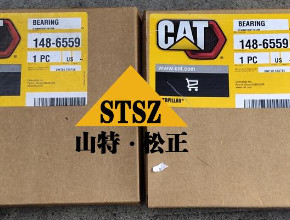 BEARING
148-6559
1 PC
US
CAT
BEARING
148-6559
1 PC
US
www.cat.com
STSZ
山特·松正